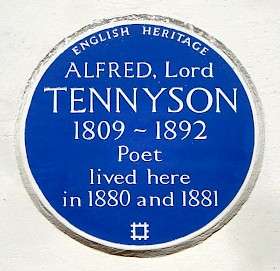 ENGLISH HERITAGE
ALFRED, Lord
TENNYSON
1809 ~ 1892
Poet
lived here
in 1880 and 1881